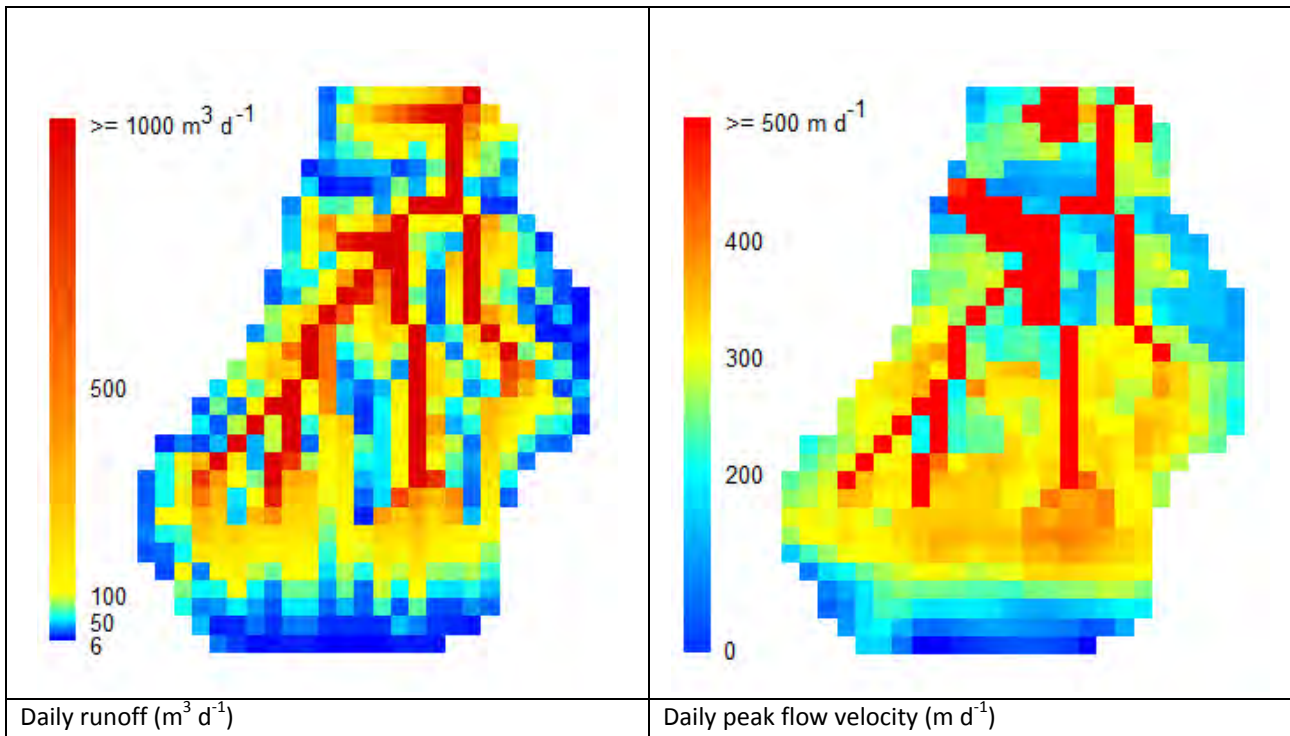 >= 1000 m³ d⁻¹
500
100
50
6
Daily runoff (m³ d⁻¹)
>= 500 m d⁻¹
400
300
200
0
Daily peak flow velocity (m d⁻¹)